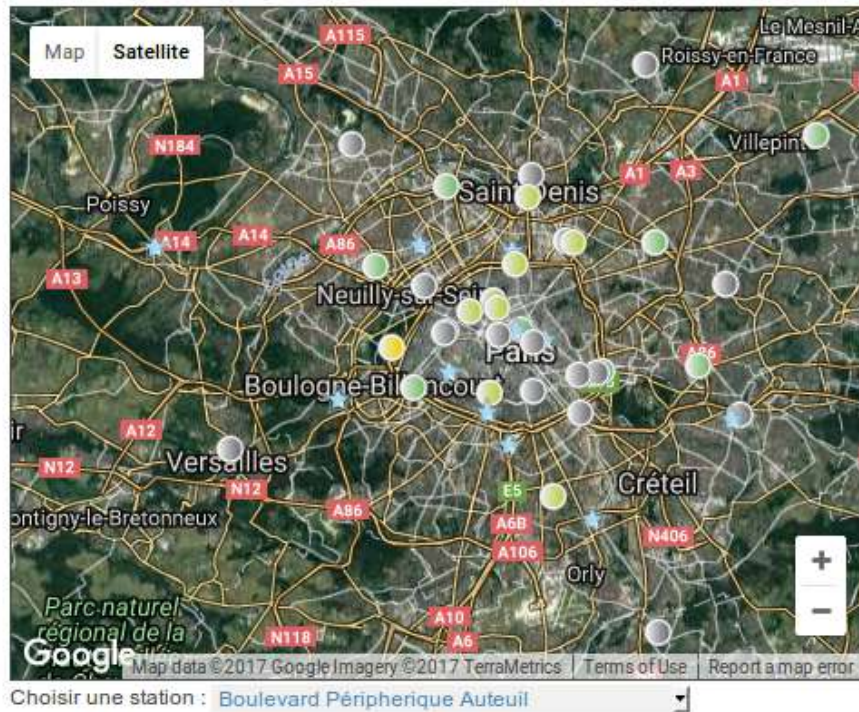 A115
Le Mesnil-A
Map Satellite
Roissy-en-France
A15
A1
Villepint
N184
A1
A3
Saint-Denis
Poissy
A14
A14
A86
A13
Neuilly-sur-Seine
Paris
A86
Boulogne-Billancourt
A12
ir
Versailles
N12
N12
Créteil
E5
A86
ontigny-le-Bretonneux
A6B
N406
A106
+
Orly
−
Parc naturel
régional de la
A10
N118
A6
Google
Map data ©2017 Google Imagery ©2017 TerraMetrics Terms of Use Report a map error
Choisir une station : Boulevard Péripherique Auteuil